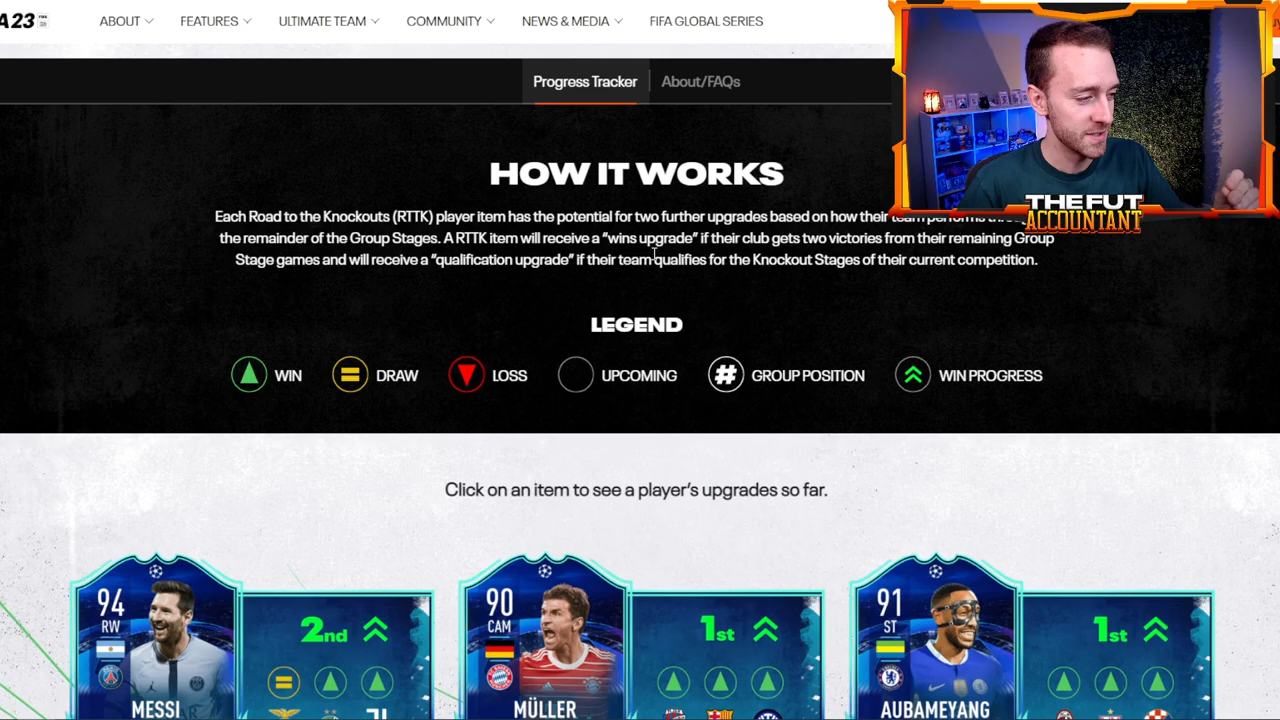 A 23
ABOUT FEATURES ULTIMATE TEAM COMMUNITY NEWS & MEDIA FIFA GLOBAL SERIES
Progress Tracker About/FAQs
THE FUT
ACCOUNTANT
HOW IT WORKS
Each Road to the Knockouts (RTTK) player item has the potential for two further upgrades based on how their team performs
the remainder of the Group Stages. A RTTK item will receive a “wins upgrade” if their club gets two victories from their remaining Group
Stage games and will receive a “qualification upgrade” if their team qualifies for the Knockout Stages of their current competition.
LEGEND
WIN DRAW LOSS UPCOMING # GROUP POSITION WIN PROGRESS
Click on an item to see a player’s upgrades so far.
94 RW 2nd MESSI
90 CAM 1st MÜLLER
91 ST 1st AUBAMEYANG